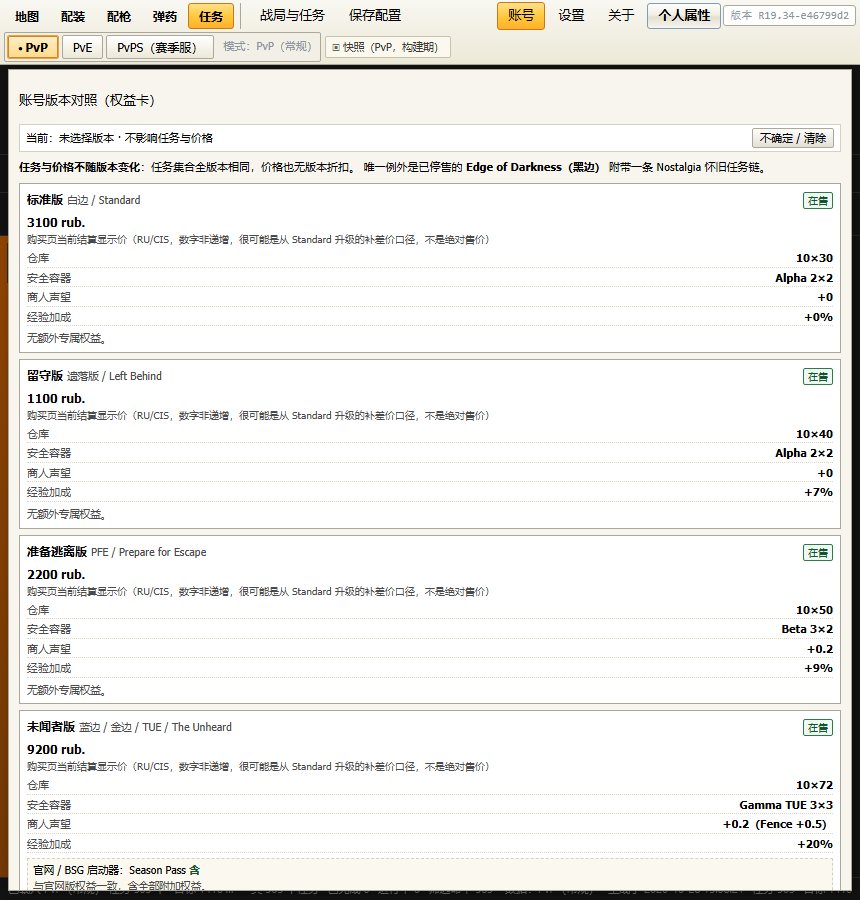 地图 配装 配枪 弹药 任务 战局与任务 保存配置 账号 设置 关于 个人属性 版本 R19.34-e46799d2
• PvP PvE PvPS（赛季服） 模式：PvP（常规） 快照（PvP，构建期）
账号版本对照（权益卡）
当前：未选择版本 · 不影响任务与价格 不确定 / 清除
任务与价格不随版本变化：任务集合全版本相同，价格也无版本折扣。 唯一例外是已停售的 Edge of Darkness（黑边） 附带一条 Nostalgia 怀旧任务链。
标准版 白边 / Standard 在售
3100 rub.
购买页当前结算显示价（RU/CIS，数字非递增，很可能是从 Standard 升级的补差价口径，不是绝对售价）
仓库 10×30
安全容器 Alpha 2×2
商人声望 +0
经验加成 +0%
无额外专属权益。
留守版 遗落版 / Left Behind 在售
1100 rub.
购买页当前结算显示价（RU/CIS，数字非递增，很可能是从 Standard 升级的补差价口径，不是绝对售价）
仓库 10×40
安全容器 Alpha 2×2
商人声望 +0
经验加成 +7%
无额外专属权益。
准备逃离版 PFE / Prepare for Escape 在售
2200 rub.
购买页当前结算显示价（RU/CIS，数字非递增，很可能是从 Standard 升级的补差价口径，不是绝对售价）
仓库 10×50
安全容器 Beta 3×2
商人声望 +0.2
经验加成 +9%
无额外专属权益。
未闻者版 蓝边 / 金边 / TUE / The Unheard 在售
9200 rub.
购买页当前结算显示价（RU/CIS，数字非递增，很可能是从 Standard 升级的补差价口径，不是绝对售价）
仓库 10×72
安全容器 Gamma TUE 3×3
商人声望 +0.2（Fence +0.5）
经验加成 +20%
官网 / BSG 启动器：Season Pass 含
与官网版权益一致，含全部附加权益。